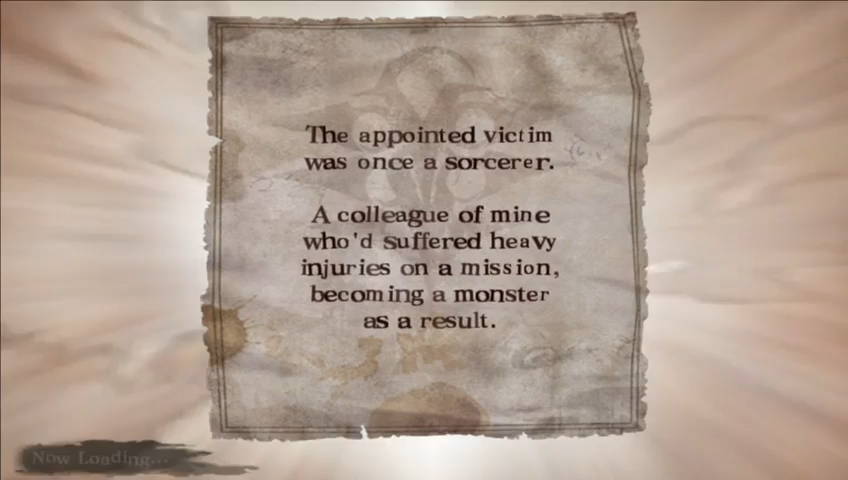 The appointed victim
was once a sorcerer.
A colleague of mine
who'd suffered heavy
injuries on a mission,
becoming a monster
as a result.
Now Loading...